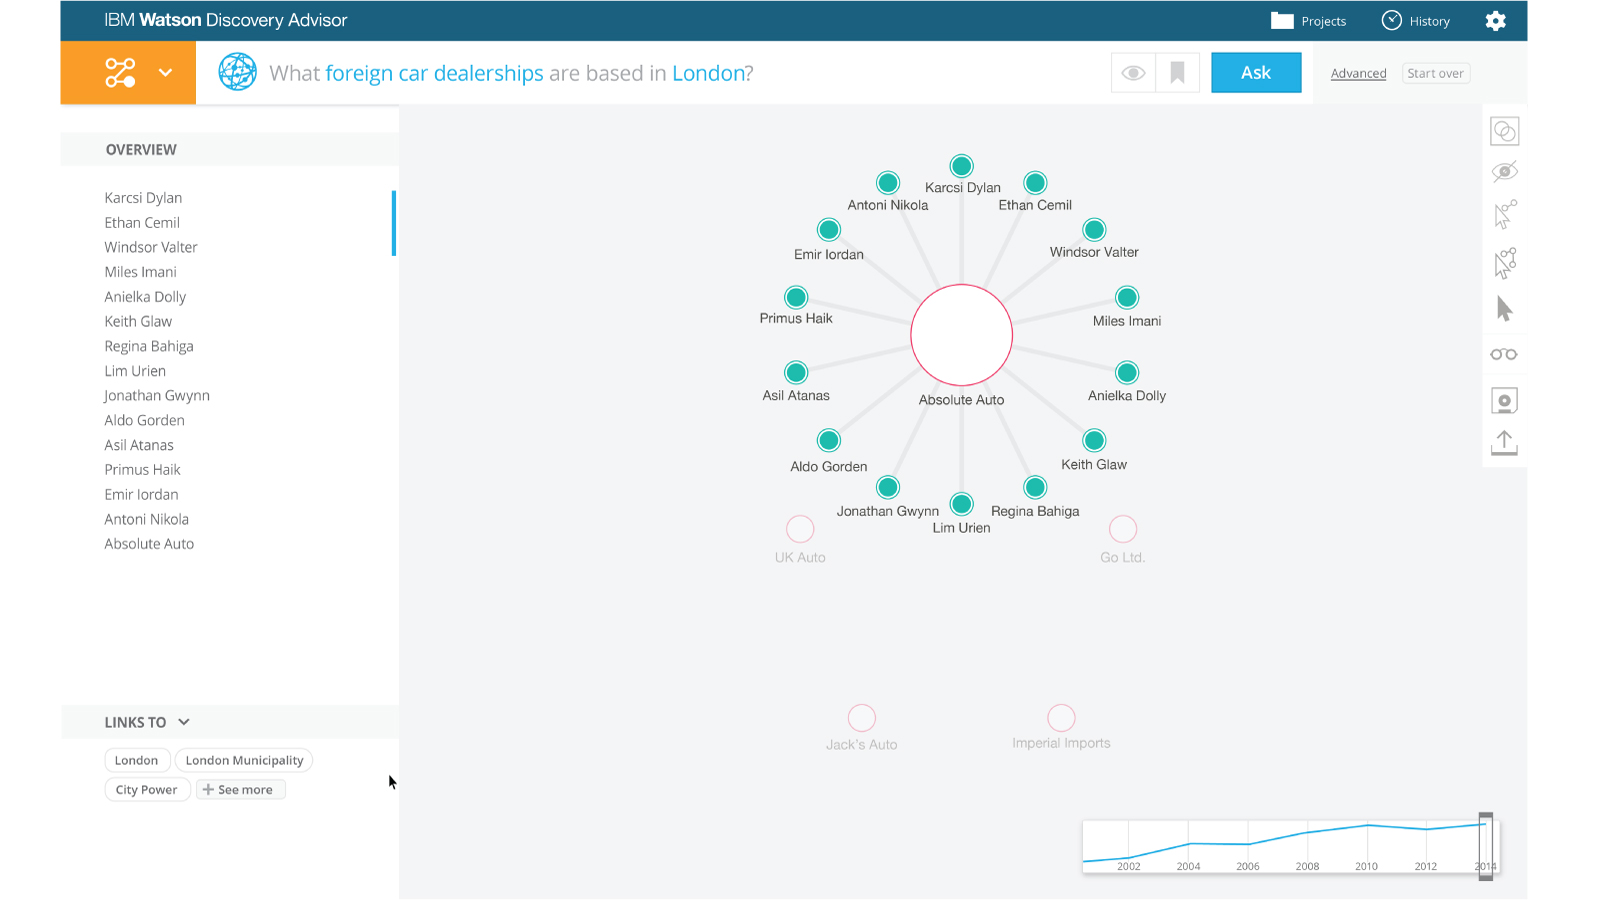 IBM Watson Discovery Advisor
Projects
History
What foreign car dealerships are based in London?
Ask
Advanced
Start over
OVERVIEW
Karcsi Dylan
Ethan Cemil
Windsor Valter
Miles Imani
Anielka Dolly
Keith Glaw
Regina Bahiga
Lim Urien
Jonathan Gwynn
Aldo Gorden
Asil Atanas
Primus Haik
Emir Iordan
Antoni Nikola
Absolute Auto
LINKS TO
London
London Municipality
City Power
See more
Karcsi Dylan
Antoni Nikola
Ethan Cemil
Emir Iordan
Windsor Valter
Primus Haik
Miles Imani
Asil Atanas
Absolute Auto
Anielka Dolly
Aldo Gorden
Keith Glaw
Jonathan Gwynn
Regina Bahiga
Lim Urien
UK Auto
Go Ltd.
Jack's Auto
Imperial Imports
2002 2004 2006 2008 2010 2012 2014